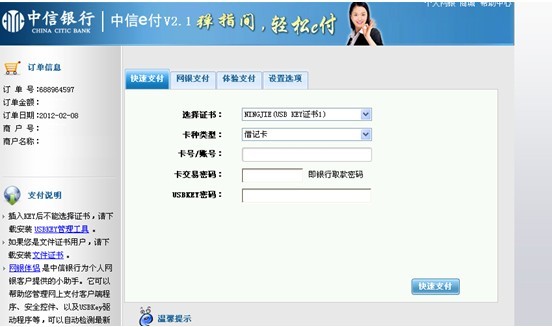 中信银行
CHINA CITIC BANK
中信e付V2.1
弹指间，轻松e付
个人网银 商城 帮助中心
订单信息
订 单 号:688964597
订单金额:
订单日期:2012-02-08
商 户 号:
商户名称:
支付说明
插入KEY后不能选择证书，请下
载安装 USBKEY管理工具 。
如果您是文件证书用户，请下
载安装文件证书 。
网银伴侣 是中信银行为个人网
银客户提供的小助手。它可以
帮助您管理网上支付客户端程
序、安全控件、以及USBKey驱
动程序等，可以自动检测最新
快速支付 网银支付 体验支付 设置选项
选择证书： NINGJIE(USB KEY证书1)
卡种类型： 借记卡
卡号/账号：
卡交易密码： 即银行取款密码
USBKEY密码：
快速支付
温馨提示